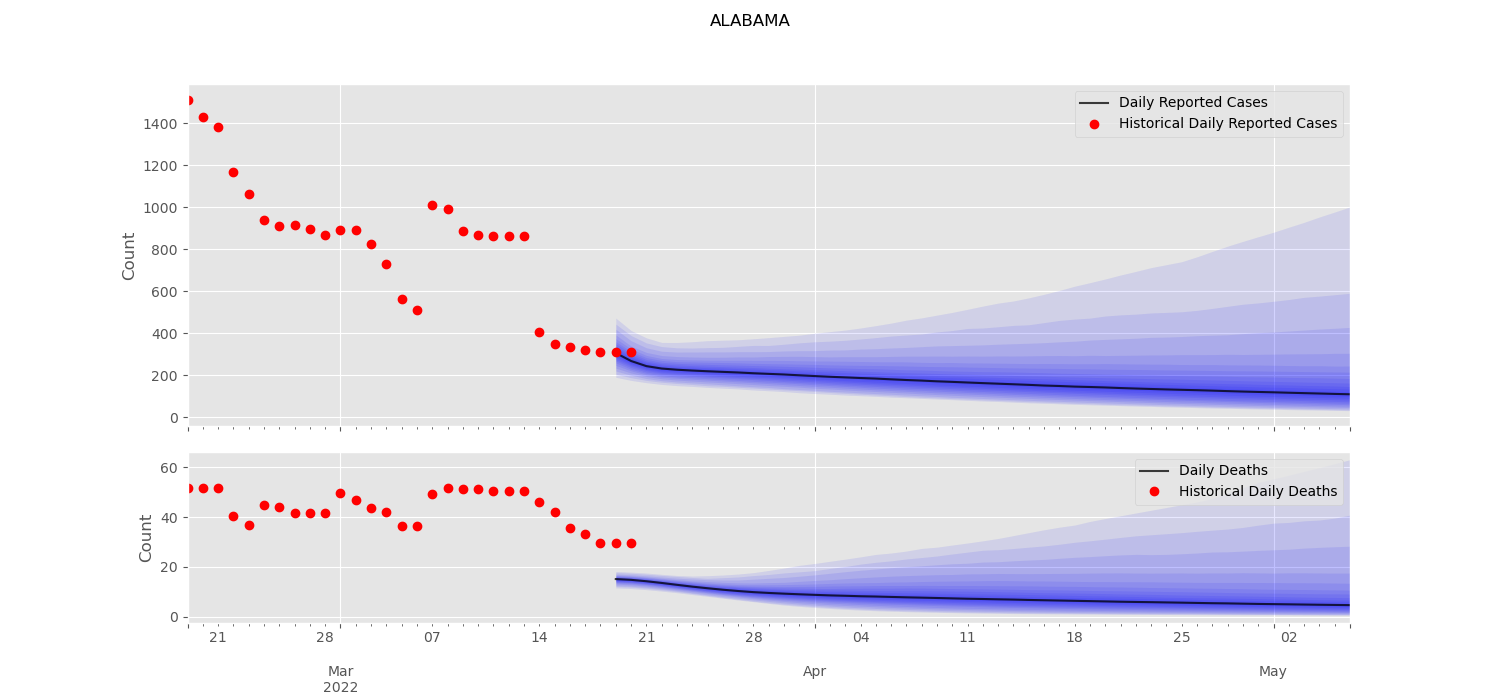 ALABAMA
Daily Reported Cases
Historical Daily Reported Cases
1400
1200
1000
800
600
400
200
0
Count
Daily Deaths
Historical Daily Deaths
60
40
20
0
Count
21 28 07 14 21 28 04 11 18 25 02
Mar Apr May
2022